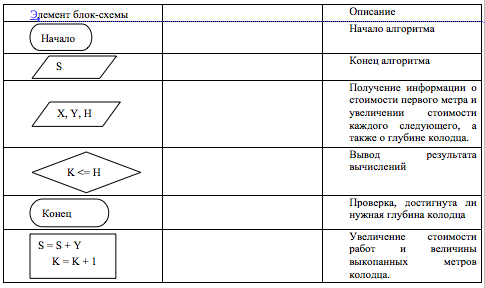 Элемент блок-схемы Описание
Начало Начало алгоритма
S Конец алгоритма
X, Y, H
Получение информации о
стоимости первого метра и
увеличении стоимости
каждого следующего, а
также о глубине колодца.
K <= H
Вывод результата
вычислений
Конец
Проверка, достигнута ли
нужная глубина колодца
S = S + Y
K = K + 1
Увеличение стоимости
работ и величины
выкопанных метров
колодца.